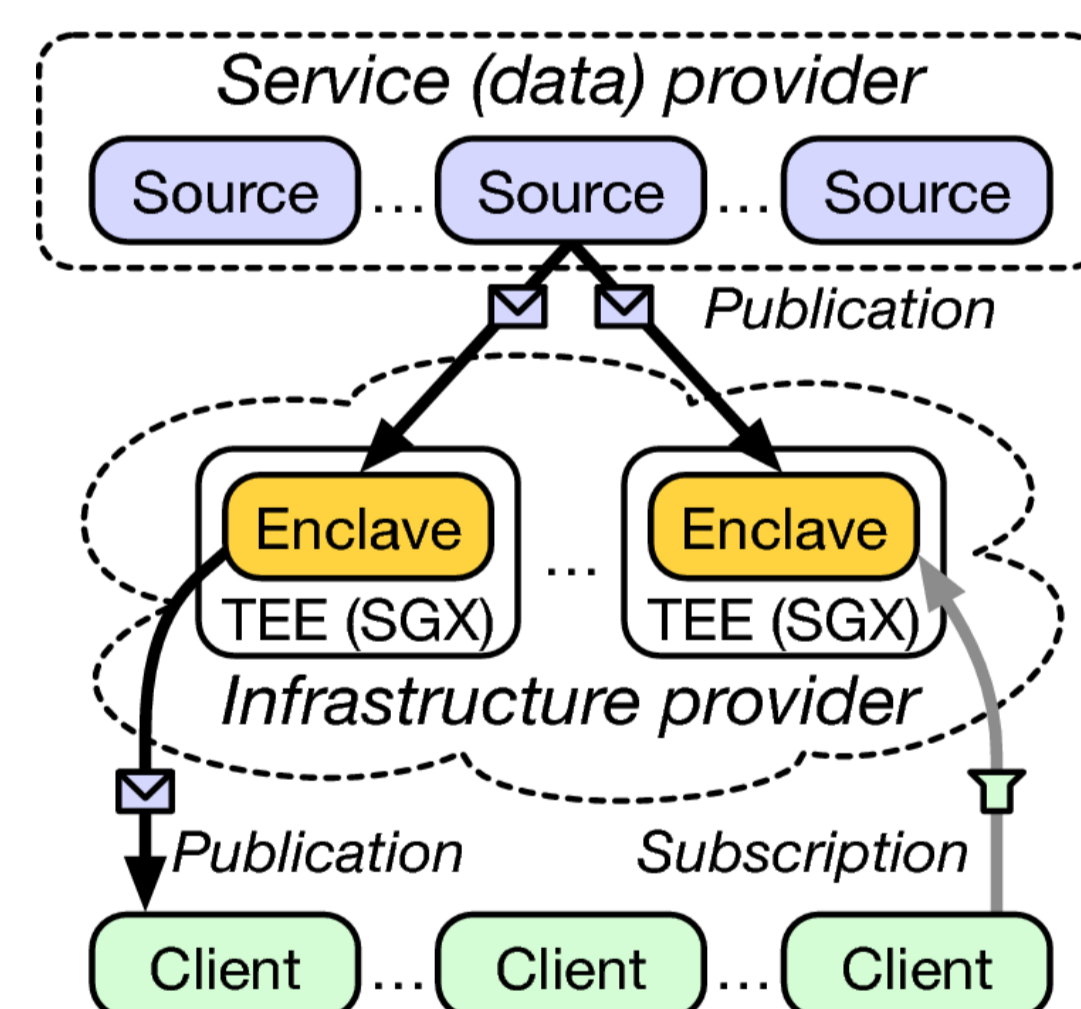 Service (data) provider
Source ... Source ... Source
Publication
Enclave ... Enclave
TEE (SGX) TEE (SGX)
Infrastructure provider
Publication Subscription
Client ... Client ... Client